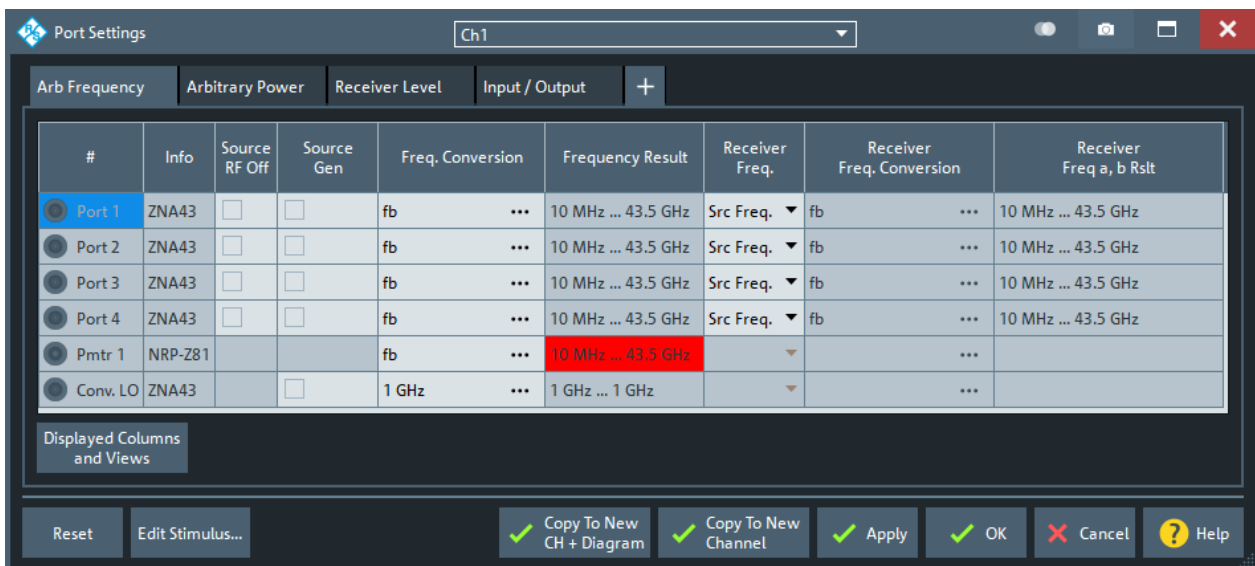 Port Settings
Ch1
Arb Frequency Arbitrary Power Receiver Level Input / Output +
# Info Source RF Off Source Gen Freq. Conversion Frequency Result Receiver Freq. Receiver Freq. Conversion Receiver Freq a, b Rslt
Port 1 ZNA43 fb ... 10 MHz ... 43.5 GHz Src Freq. fb ... 10 MHz ... 43.5 GHz
Port 2 ZNA43 fb ... 10 MHz ... 43.5 GHz Src Freq. fb ... 10 MHz ... 43.5 GHz
Port 3 ZNA43 fb ... 10 MHz ... 43.5 GHz Src Freq. fb ... 10 MHz ... 43.5 GHz
Port 4 ZNA43 fb ... 10 MHz ... 43.5 GHz Src Freq. fb ... 10 MHz ... 43.5 GHz
Pmtr 1 NRP-Z81 fb ... 10 MHz ... 43.5 GHz ...
Conv. LO ZNA43 1 GHz ... 1 GHz ... 1 GHz ...
Displayed Columns
and Views
Reset Edit Stimulus... Copy To New CH + Diagram Copy To New Channel Apply OK Cancel ? Help